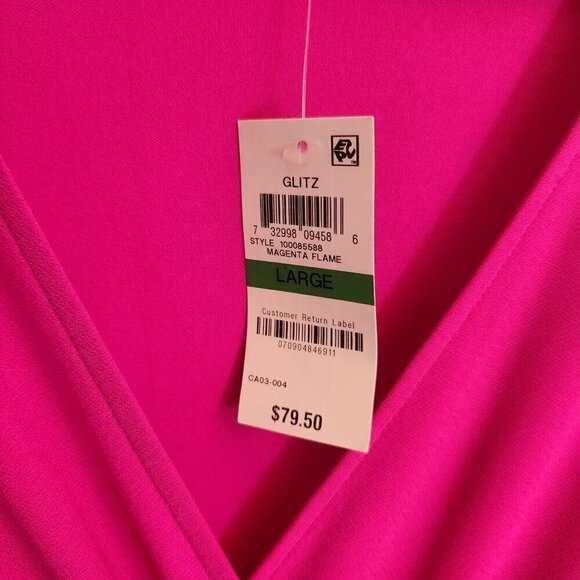 GLITZ
7 32998 09458 6
STYLE 100085588
MAGENTA FLAME
LARGE
Customer Return Label
070904846911
CA03-004
$79.50